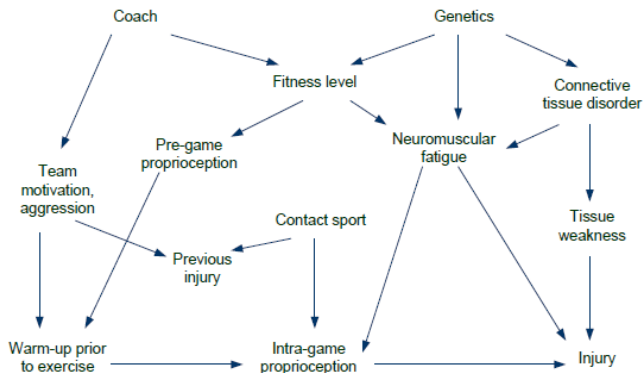 Coach
Genetics
Fitness level
Connective
tissue disorder
Pre-game
proprioception
Neuromuscular
fatigue
Team
motivation,
aggression
Contact sport
Tissue
weakness
Previous
injury
Warm-up prior
to exercise
Intra-game
proprioception
Injury